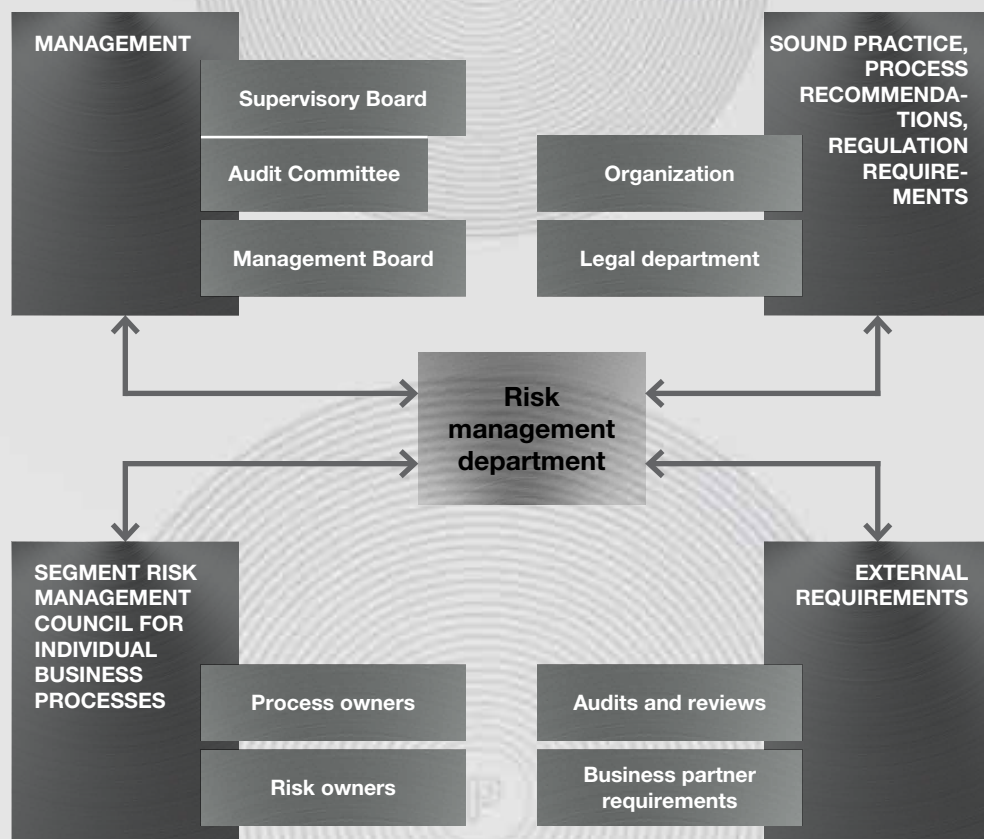 MANAGEMENT
Supervisory Board
Audit Committee
Management Board
SOUND PRACTICE,
PROCESS
RECOMMENDA-
TIONS,
REGULATION
REQUIRE-
MENTS
Organization
Legal department
Risk
management
department
SEGMENT RISK
MANAGEMENT
COUNCIL FOR
INDIVIDUAL
BUSINESS
PROCESSES
Process owners
Risk owners
EXTERNAL
REQUIREMENTS
Audits and reviews
Business partner
requirements